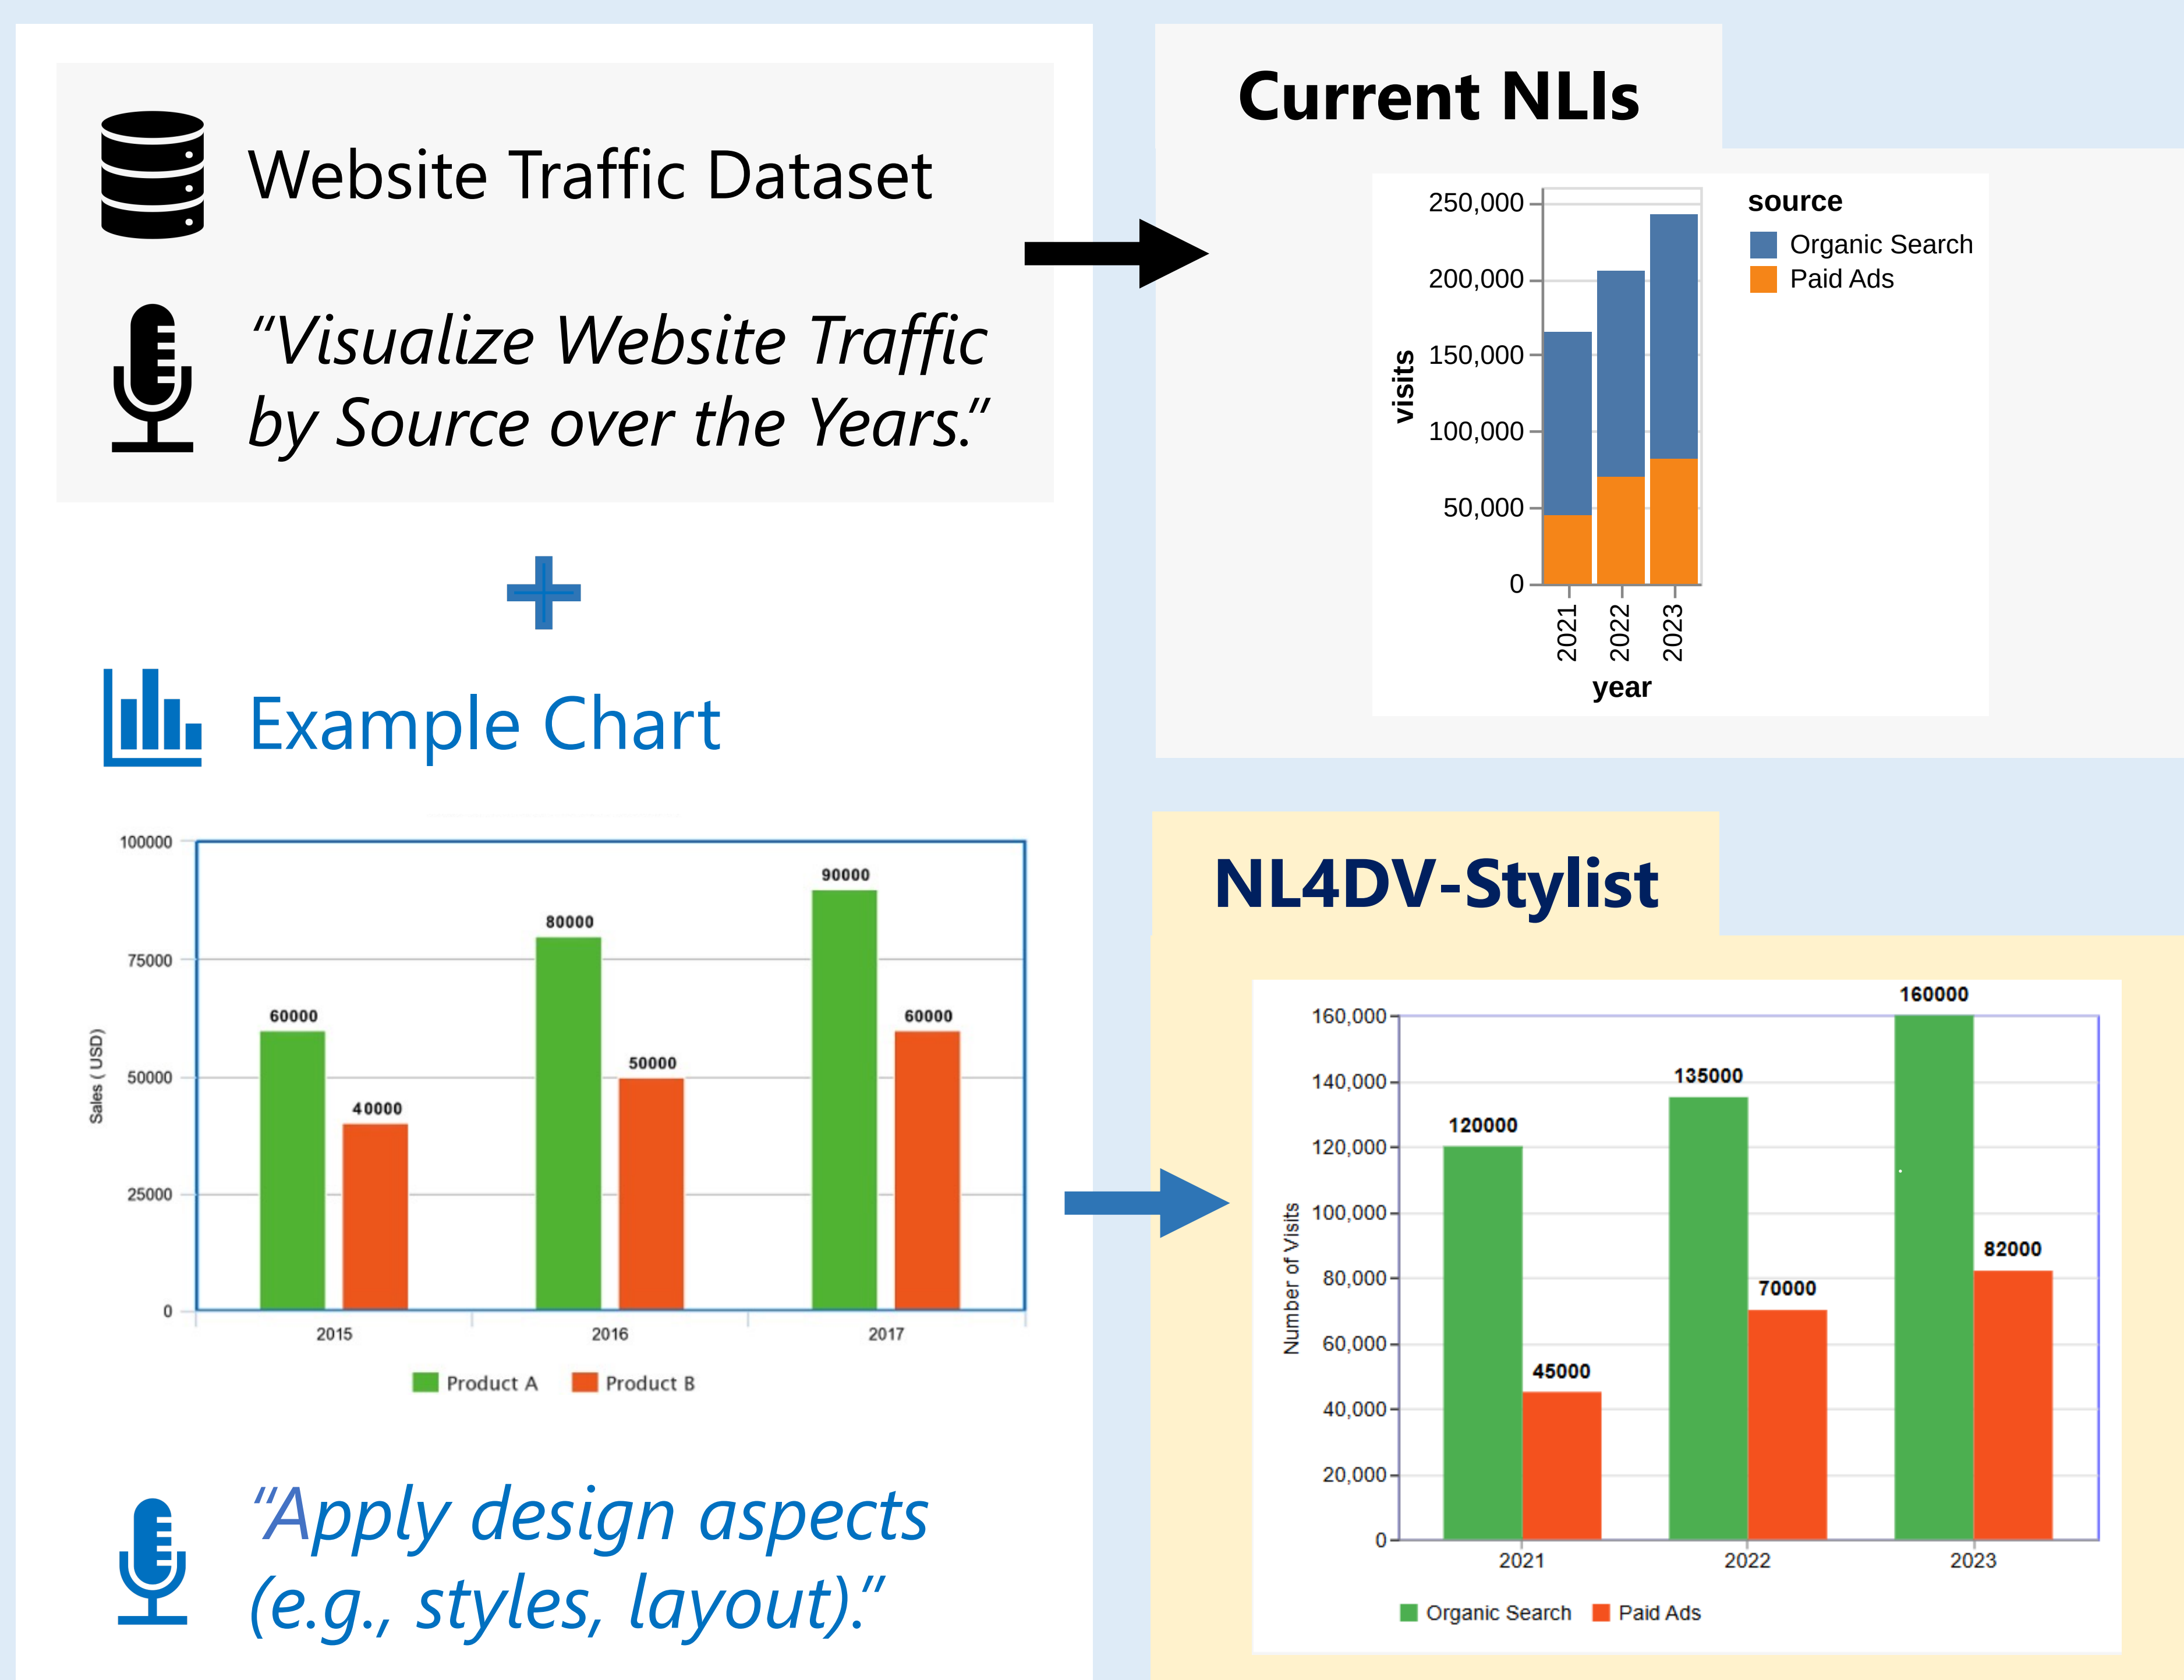 Website Traffic Dataset
“Visualize Website Traffic
by Source over the Years.”
Example Chart
100000
75000
50000
25000
0
Sales ( USD)
60000
40000
80000
50000
90000
60000
2015
2016
2017
Product A
Product B
“Apply design aspects
(e.g., styles, layout).”
Current NLIs
250,000
200,000
150,000
100,000
50,000
0
visits
2021
2022
2023
year
source
Organic Search
Paid Ads
NL4DV-Stylist
160,000
140,000
120,000
100,000
80,000
60,000
40,000
20,000
0
Number of Visits
120000
45000
135000
70000
160000
82000
2021
2022
2023
Organic Search
Paid Ads